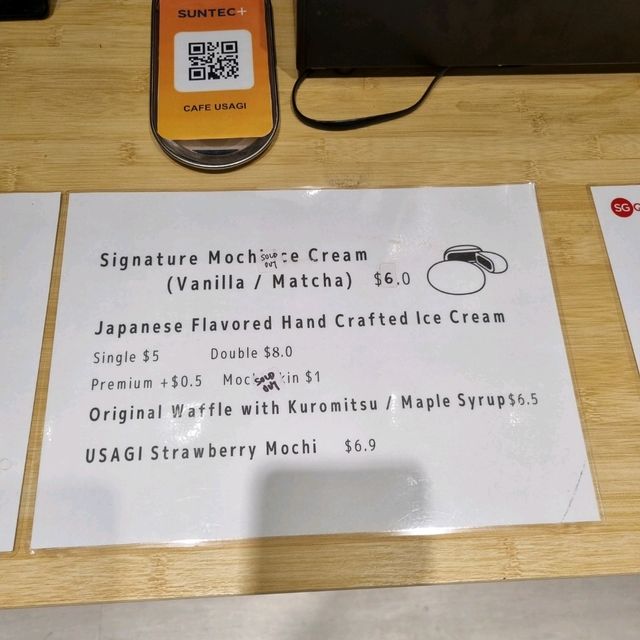 SUNTEC+
CAFE USAGI
SG
Signature Mochi Ice Cream
SOLD OUT
(Vanilla / Matcha) $6.0
Japanese Flavored Hand Crafted Ice Cream
Single $5 Double $8.0
Premium +$0.5 Mochi Skin $1
SOLD OUT
Original Waffle with Kuromitsu / Maple Syrup $6.5
USAGI Strawberry Mochi $6.9